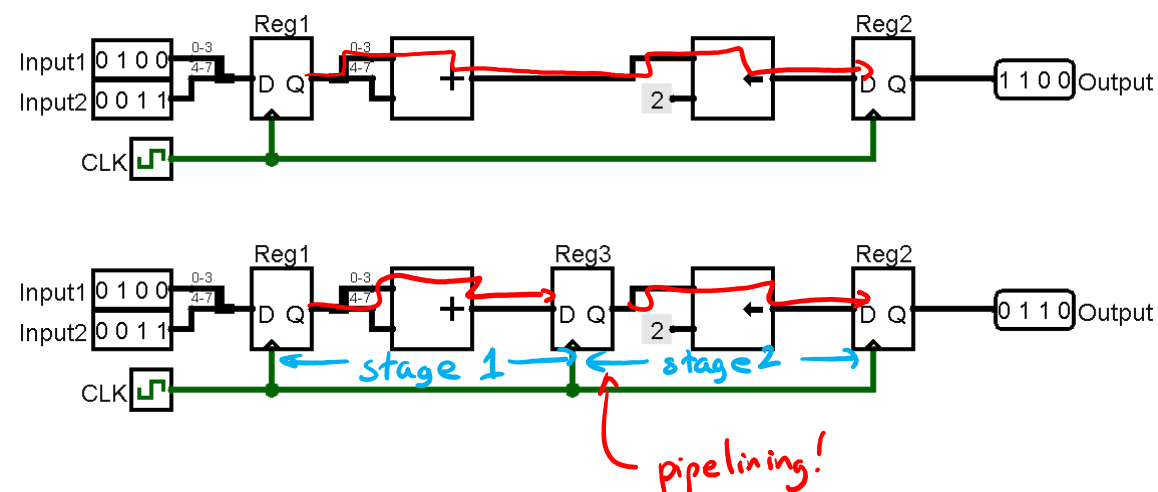 Reg1 Reg2
Input1 0 1 0 0 0-3 0-3
4-7 D Q 4-7 + ← D Q 1 1 0 0 Output
Input2 0 0 1 1 2
CLK
Reg1 Reg3 Reg2
Input1 0 1 0 0 0-3 0-3
4-7 D Q 4-7 + D Q ← D Q 0 1 1 0 Output
Input2 0 0 1 1 2
stage 1 stage 2
CLK
pipelining!